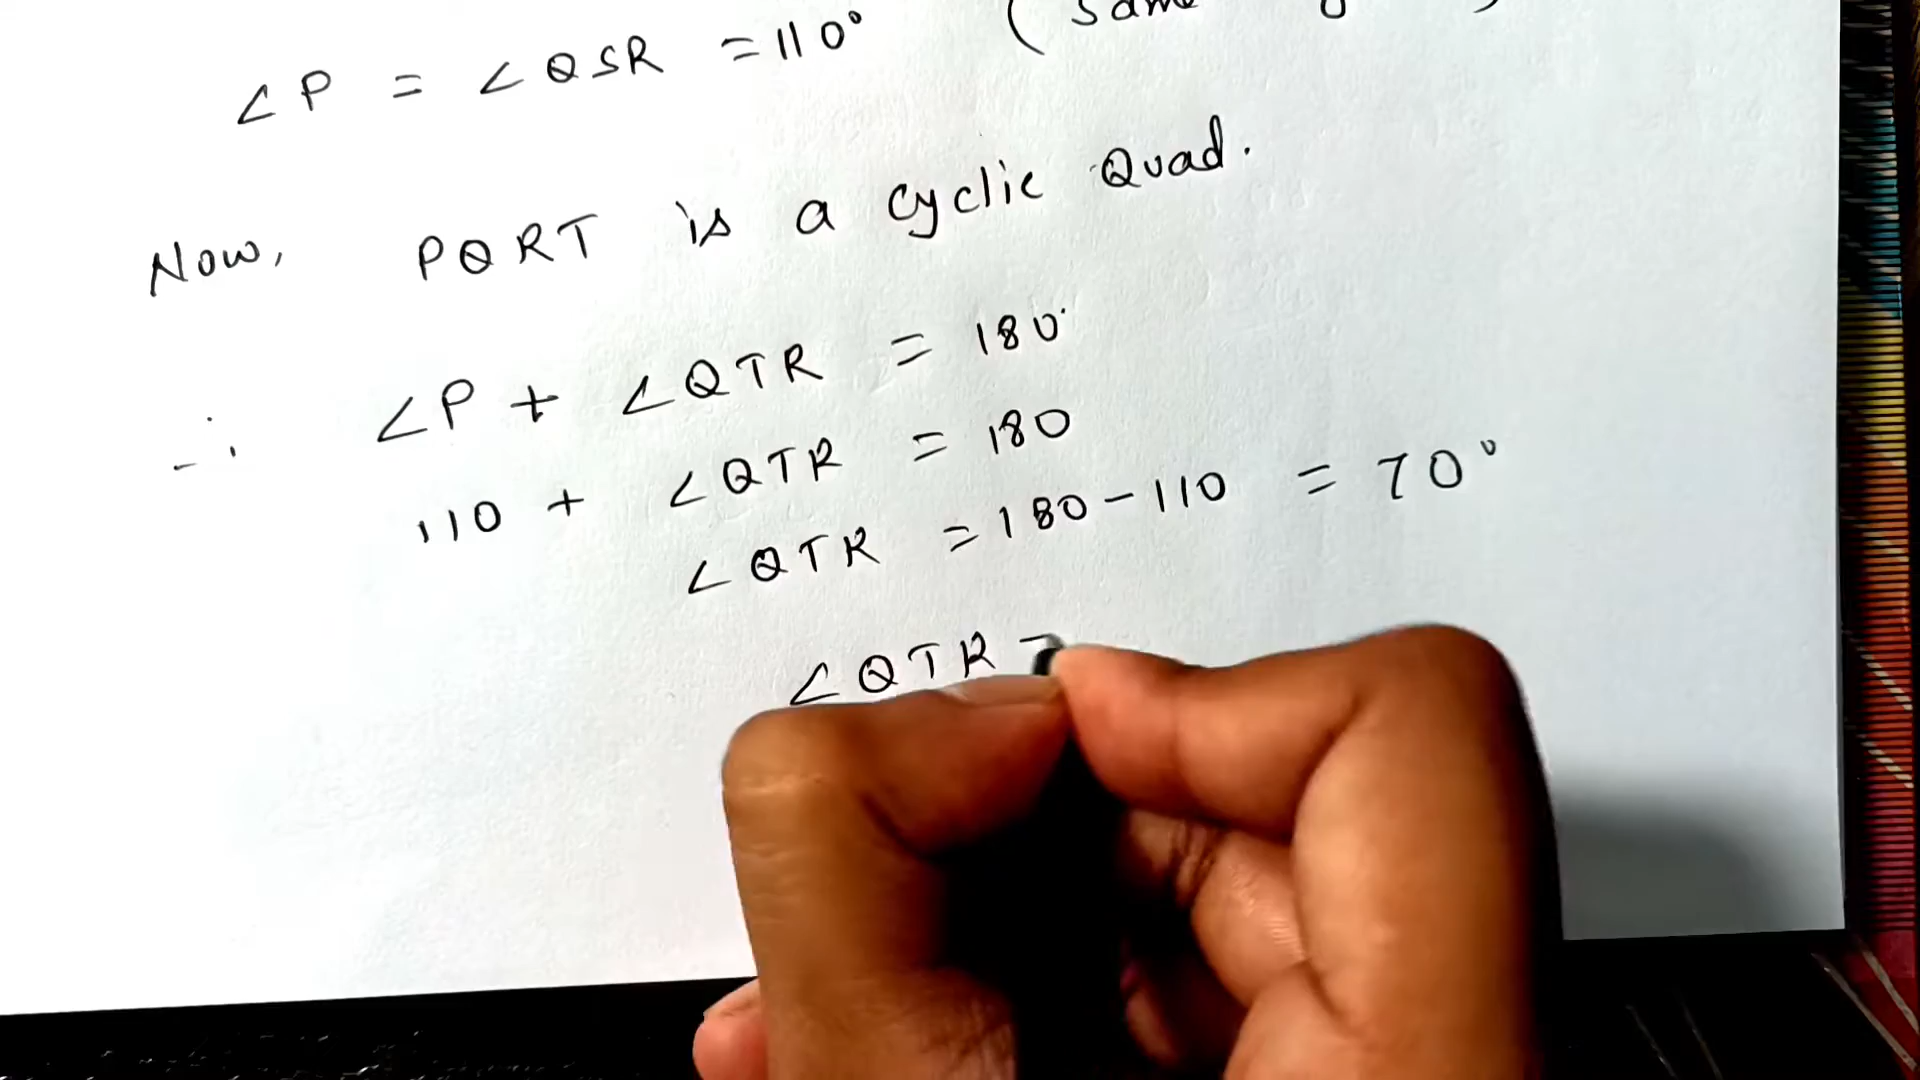 ∠P = ∠QSR = 110° (
Now, PQRT is a cyclic Quad.
∴ ∠P + ∠QTR = 180°
110 + ∠QTR = 180
∠QTR = 180 - 110 = 70°
∠QTR =